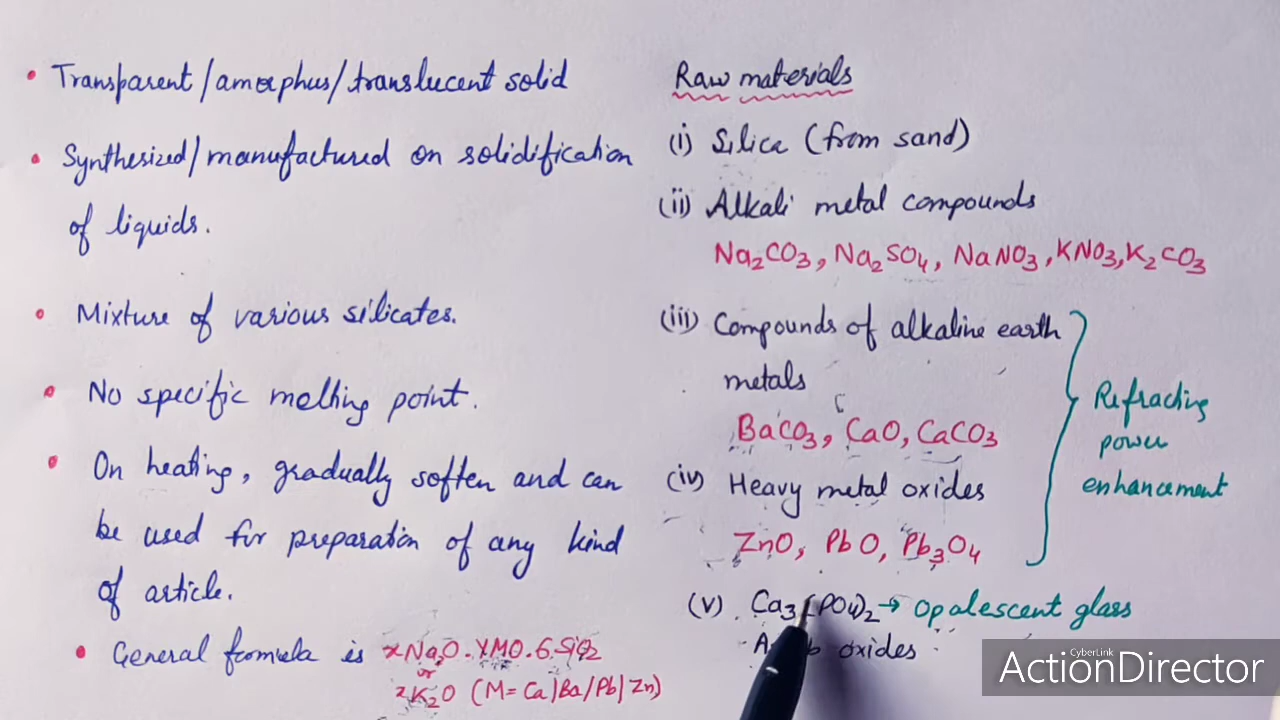 • Transparent/amorphus/translucent solid
• Synthesized/manufactured on solidification
of liquids.
• Mixture of various silicates.
• No specific melting point.
• On heating, gradually soften and can
be used for preparation of any kind
of article.
• General formula is xNa2O.YMO.6SiO2
or
xK2O (M=Ca|Ba/Pb|Zn)
Raw materials
(i) Silica (from sand)
(ii) Alkali metal compounds
Na2CO3, Na2SO4, NaNO3, KNO3, K2CO3
(iii) Compounds of alkaline earth
metals
BaCO3, CaO, CaCO3
(iv) Heavy metal oxides
ZnO, PbO, Pb3O4
Refracting
power
enhancement
(v) Ca3(PO4)2 → Opalescent glass
oxides
CyberLink
ActionDirector